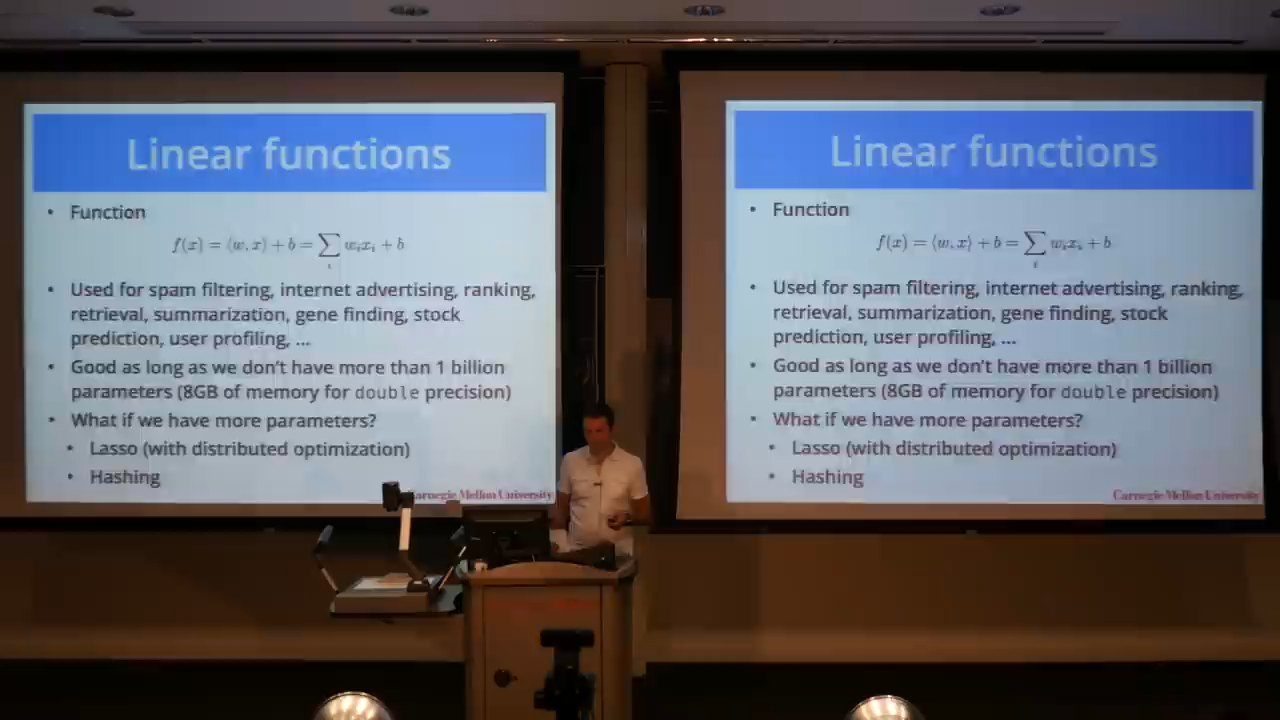 Linear functions
• Function
f(x) = ⟨w, x⟩ + b = ∑ᵢ wᵢxᵢ + b
• Used for spam filtering, internet advertising, ranking,
retrieval, summarization, gene finding, stock
prediction, user profiling, ...
• Good as long as we don't have more than 1 billion
parameters (8GB of memory for double precision)
• What if we have more parameters?
• Lasso (with distributed optimization)
• Hashing
Carnegie Mellon University
Linear functions
• Function
f(x) = ⟨w, x⟩ + b = ∑ᵢ wᵢxᵢ + b
• Used for spam filtering, internet advertising, ranking,
retrieval, summarization, gene finding, stock
prediction, user profiling, ...
• Good as long as we don't have more than 1 billion
parameters (8GB of memory for double precision)
• What if we have more parameters?
• Lasso (with distributed optimization)
• Hashing
Carnegie Mellon University